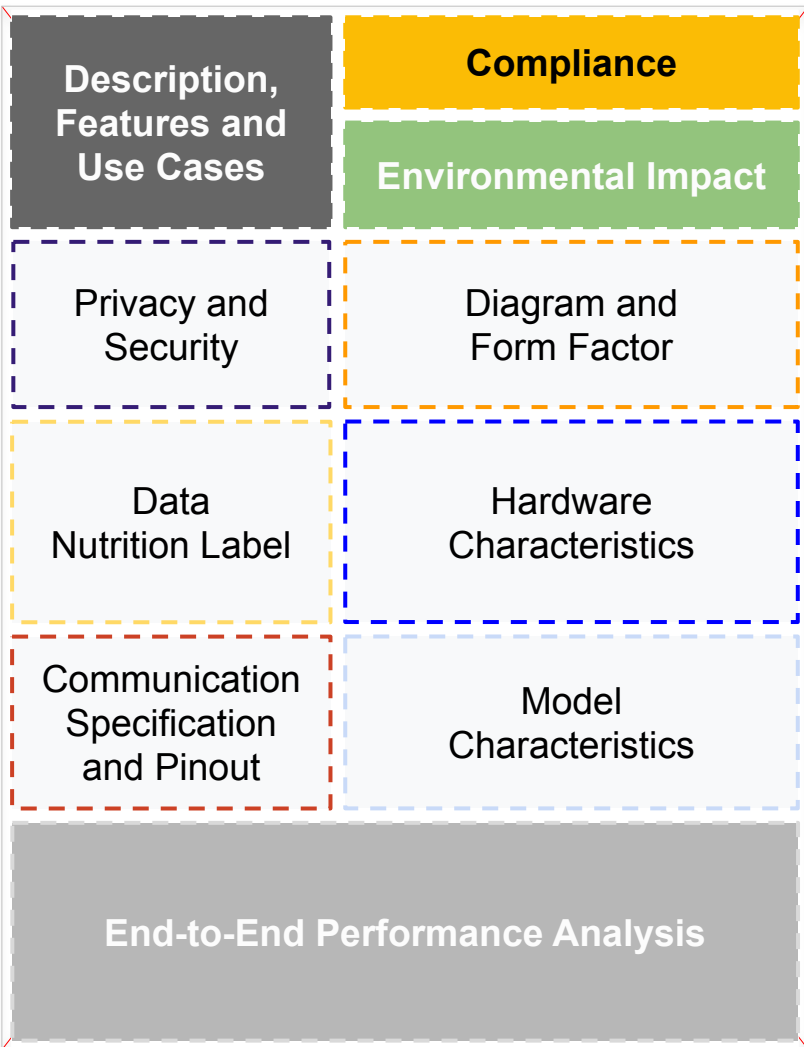 Description,
Features and
Use Cases
Compliance
Environmental Impact
Privacy and
Security
Diagram and
Form Factor
Data
Nutrition Label
Hardware
Characteristics
Communication
Specification
and Pinout
Model
Characteristics
End-to-End Performance Analysis